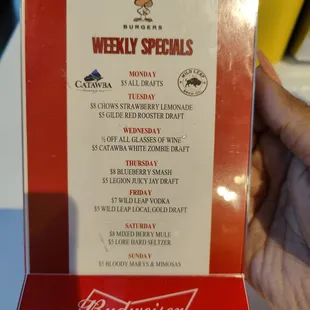 BURGERS
WEEKLY SPECIALS
CATAWBA
WILD LEAF
MONDAY
$5 ALL DRAFTS
TUESDAY
$8 CHOWS STRAWBERRY LEMONADE
$5 GILDE RED ROOSTER DRAFT
WEDNESDAY
½ OFF ALL GLASSES OF WINE
$5 CATAWBA WHITE ZOMBIE DRAFT
THURSDAY
$8 BLUEBERRY SMASH
$5 LEGION JUICY JAY DRAFT
FRIDAY
$7 WILD LEAP VODKA
$5 WILD LEAP LOCAL GOLD DRAFT
SATURDAY
$8 MIXED BERRY MULE
$5 LORE HARD SELTZER
SUNDAY
$5 BLOODY MARYS & MIMOSAS
Budweiser